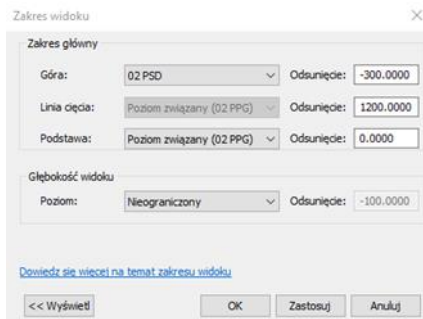 Zakres widoku
Zakres główny
Góra: 02 PSD Odsunięcie: -300.0000
Linia cięcia: Poziom związany (02 PPG) Odsunięcie: 1200.0000
Podstawa: Poziom związany (02 PPG) Odsunięcie: 0.0000
Głębokość widoku
Poziom: Nieograniczony Odsunięcie: -100.0000
Dowiedz się więcej na temat zakresu widoku
<< Wyświetl OK Zastosuj Anuluj